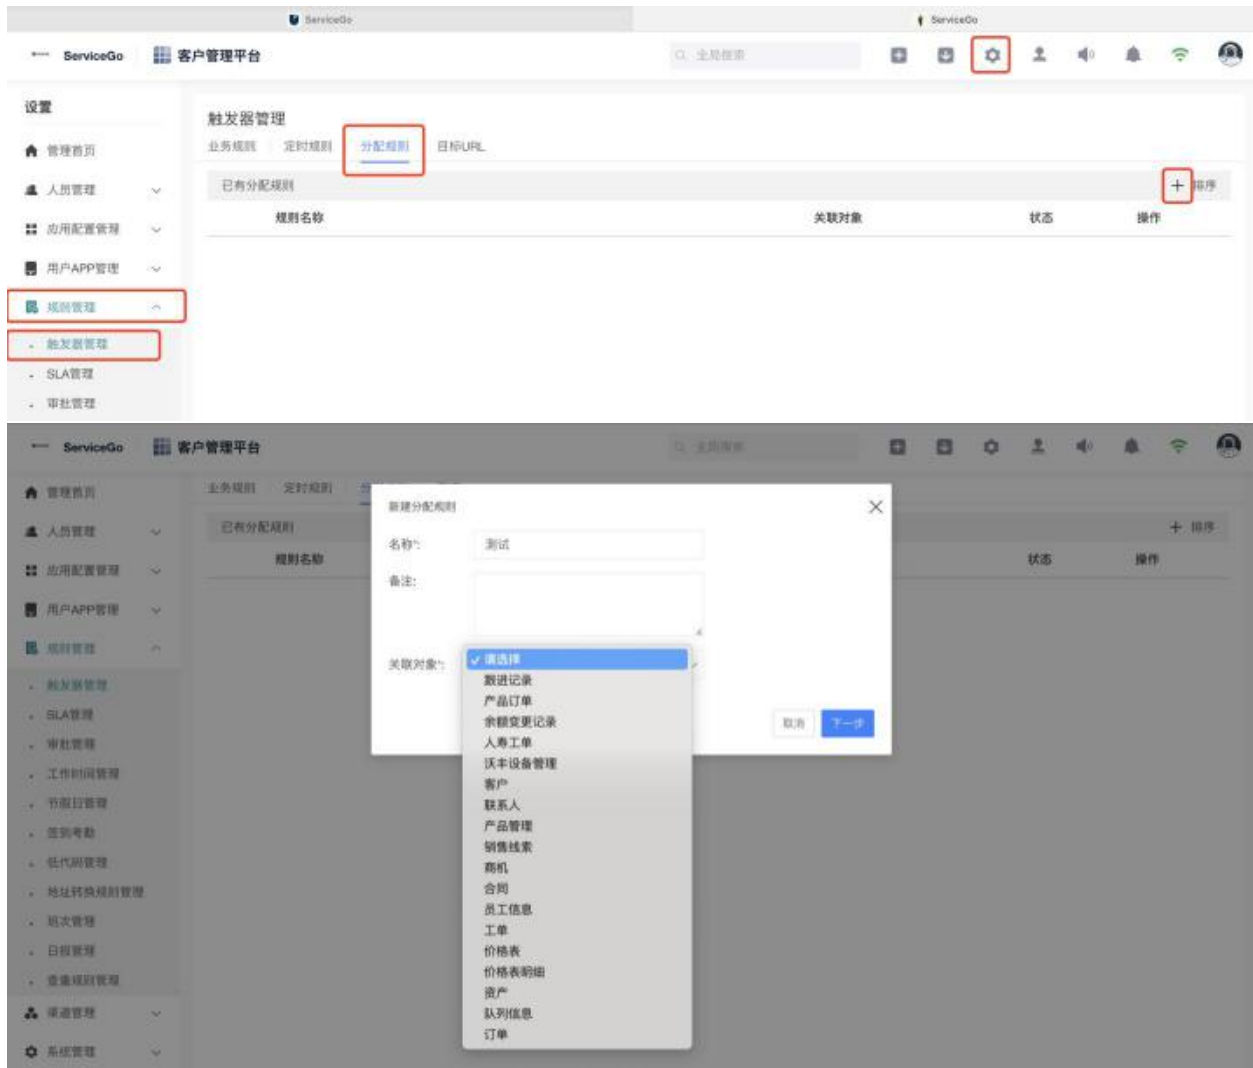 ServiceGo
ServiceGo
ServiceGo
客户管理平台
全局搜索
设置
管理首页
人员管理
应用配置管理
用户APP管理
规则管理
触发器管理
SLA管理
审批管理
触发器管理
业务规则
定时规则
分配规则
目标URL
已有分配规则
排序
规则名称
关联对象
状态
操作
ServiceGo
客户管理平台
全局搜索
管理首页
人员管理
应用配置管理
用户APP管理
规则管理
触发器管理
SLA管理
审批管理
工作时间管理
节假日管理
签到考勤
低代码管理
地址转换规则管理
班次管理
日报管理
查重规则管理
渠道管理
系统管理
业务规则
定时规则
已有分配规则
排序
规则名称
状态
操作
新建分配规则
名称*:
测试
备注:
关联对象*:
请选择
跟进记录
产品订单
余额变更记录
人寿工单
沃丰设备管理
客户
联系人
产品管理
销售线索
商机
合同
员工信息
工单
价格表
价格表明细
资产
队列信息
订单
取消
下一步